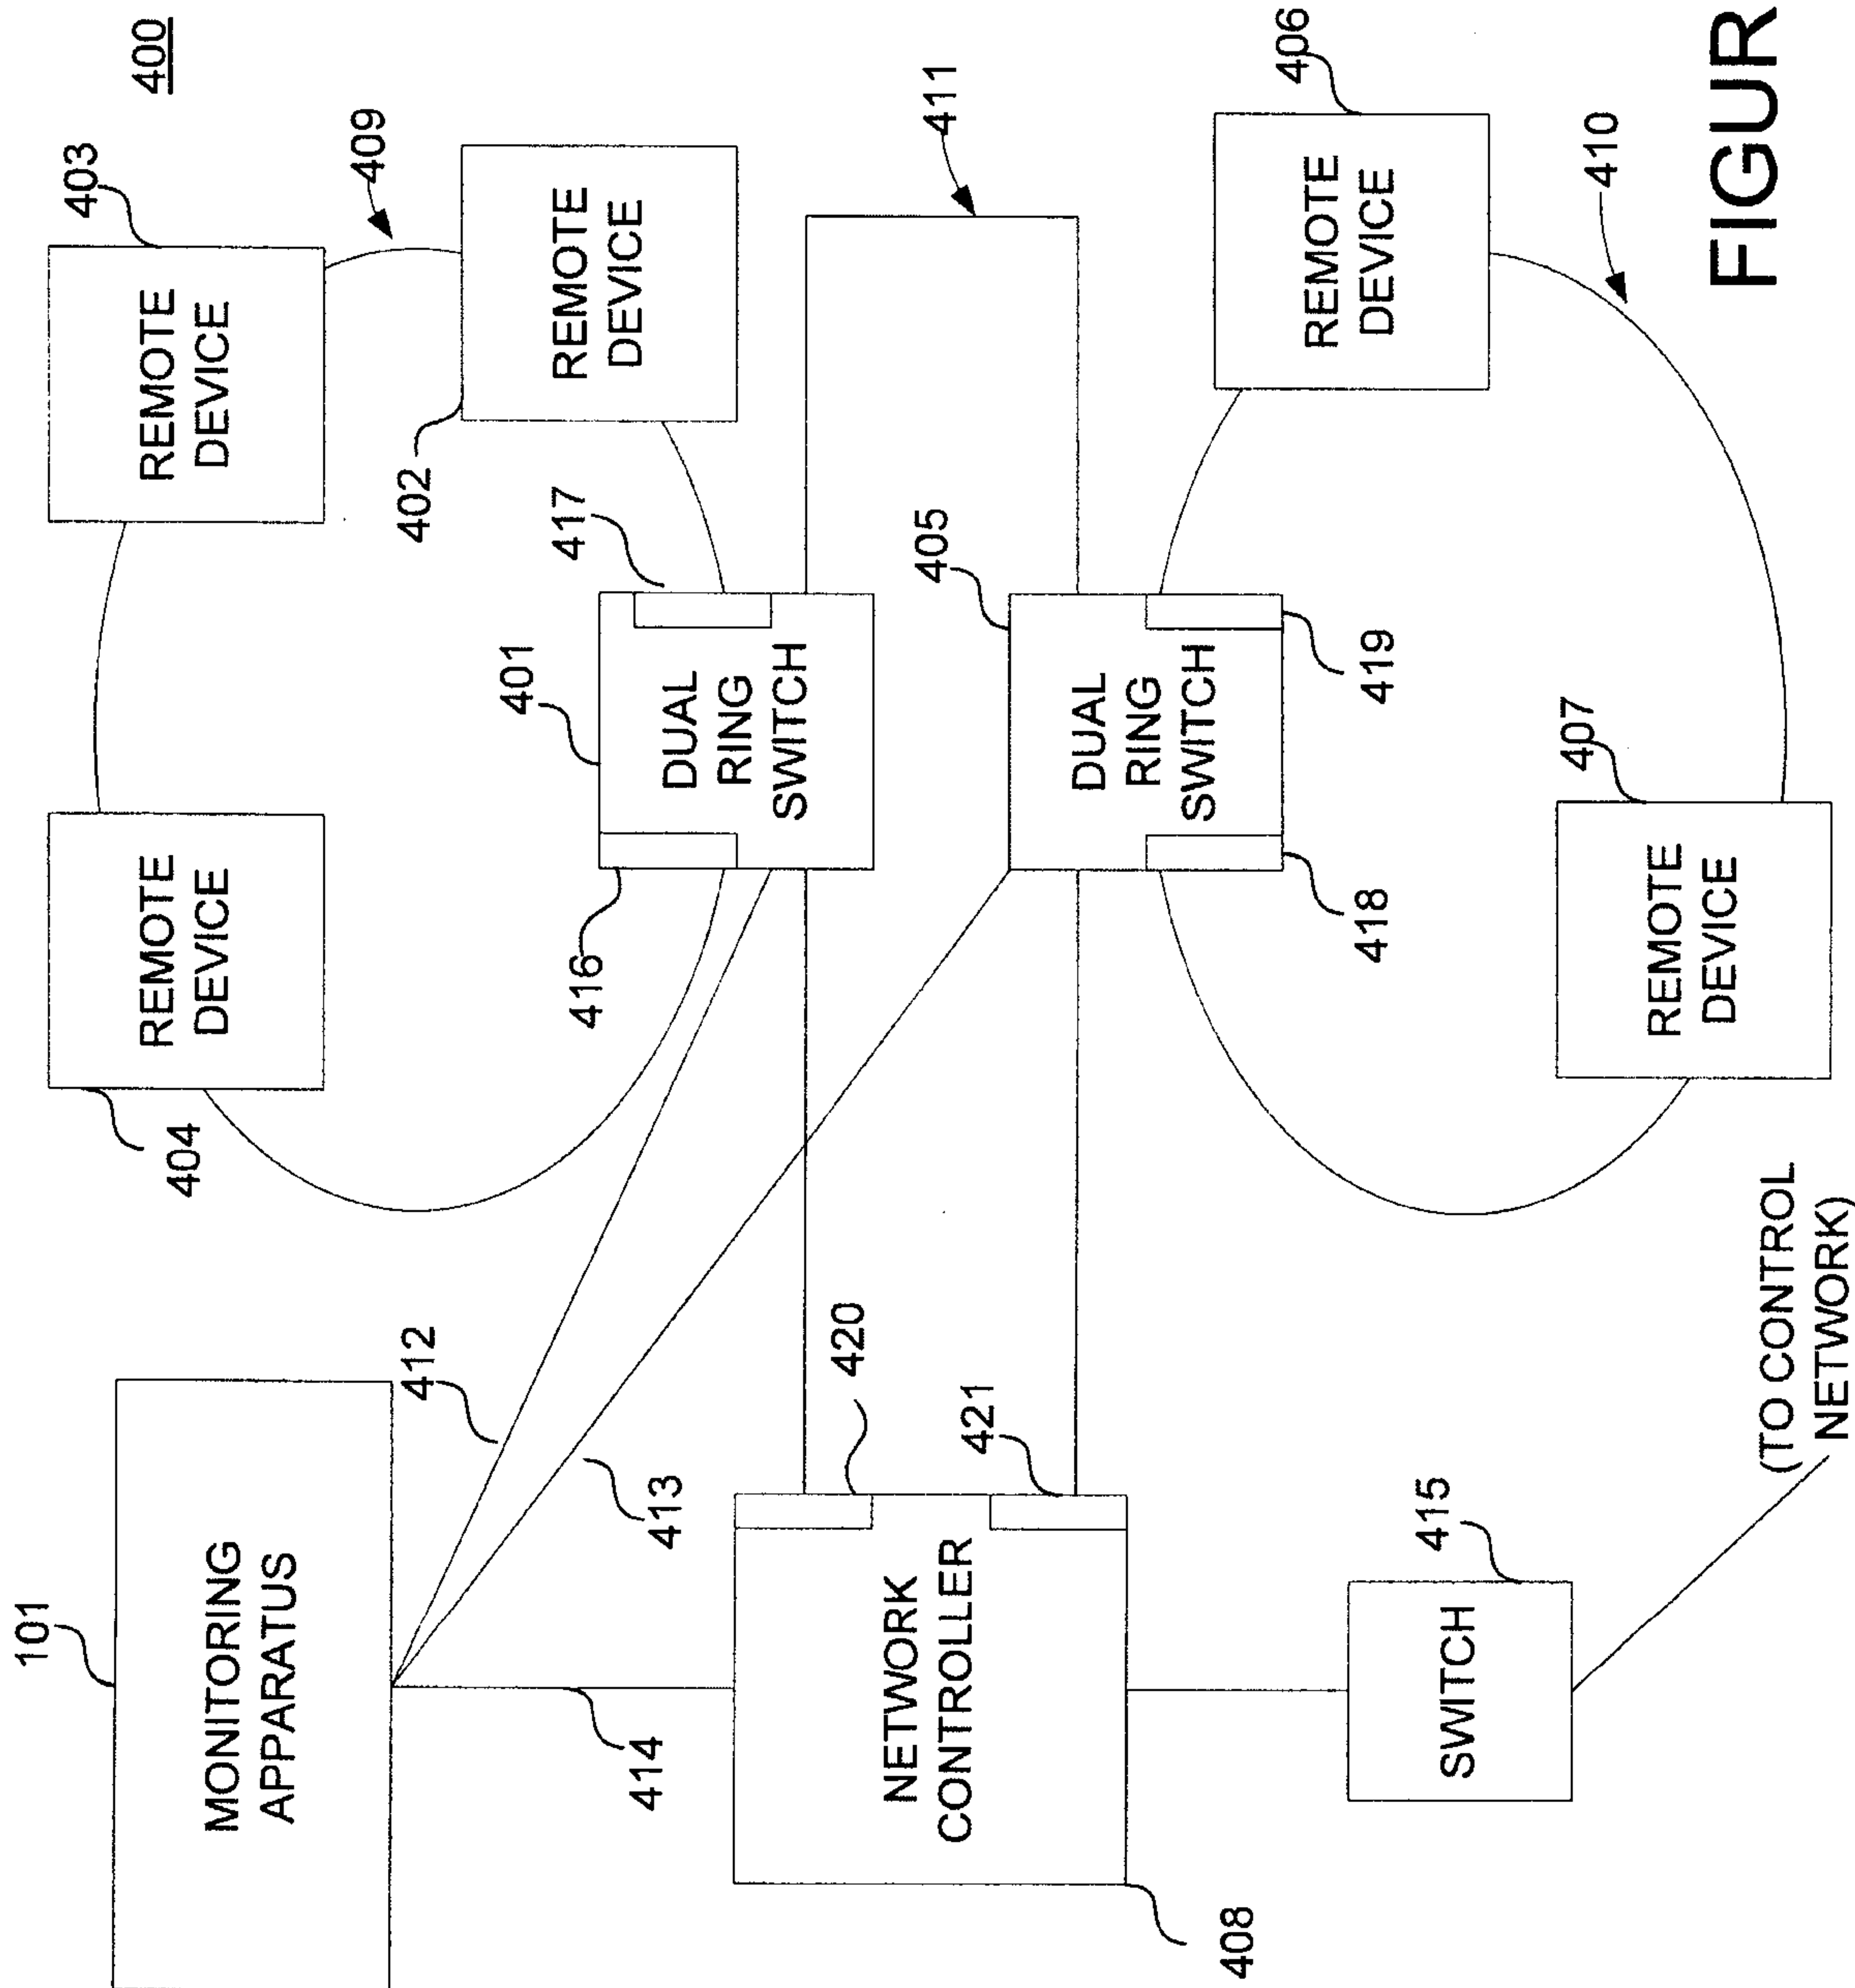 400
101
MONITORING
APPARATUS
414
412
413
404
REMOTE
DEVICE
403
REMOTE
DEVICE
409
402
REMOTE
DEVICE
416
401
417
DUAL
RING
SWITCH
411
408
NETWORK
CONTROLLER
420
421
405
DUAL
RING
SWITCH
418
419
406
REMOTE
DEVICE
407
REMOTE
DEVICE
410
415
SWITCH
(TO CONTROL
NETWORK)
FIGUR